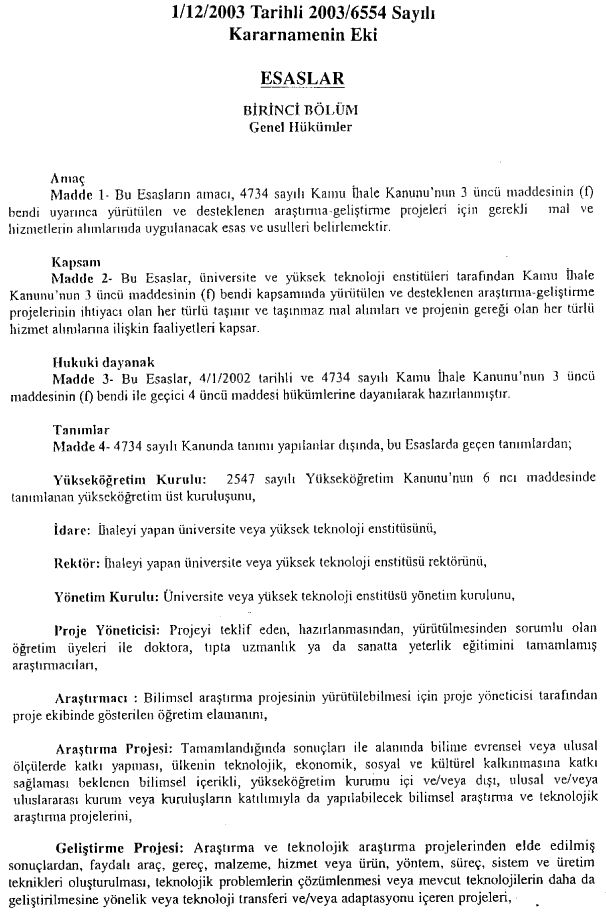 1/12/2003 Tarihli 2003/6554 Sayılı
Kararnamenin Eki
ESASLAR
BİRİNCİ BÖLÜM
Genel Hükümler
Amaç
Madde 1- Bu Esasların amacı, 4734 sayılı Kamu İhale Kanunu'nun 3 üncü maddesinin (f)
bendi uyarınca yürütülen ve desteklenen araştırma-geliştirme projeleri için gerekli mal ve
hizmetlerin alımlarında uygulanacak esas ve usulleri belirlemektir.
Kapsam
Madde 2- Bu Esaslar, üniversite ve yüksek teknoloji enstitüleri tarafından Kamu İhale
Kanunu'nun 3 üncü maddesinin (f) bendi kapsamında yürütülen ve desteklenen araştırma-geliştirme
projelerinin ihtiyacı olan her türlü taşınır ve taşınmaz mal alımları ve projenin gereği olan her türlü
hizmet alımlarına ilişkin faaliyetleri kapsar.
Hukuki dayanak
Madde 3- Bu Esaslar, 4/1/2002 tarihli ve 4734 sayılı Kamu İhale Kanunu'nun 3 üncü
maddesinin (f) bendi ile geçici 4 üncü maddesi hükümlerine dayanılarak hazırlanmıştır.
Tanımlar
Madde 4- 4734 sayılı Kanunda tanımı yapılanlar dışında, bu Esaslarda geçen tanımlardan;
Yükseköğretim Kurulu: 2547 sayılı Yükseköğretim Kanunu'nun 6 ncı maddesinde
tanımlanan yükseköğretim üst kuruluşunu,
İdare: İhaleyi yapan üniversite veya yüksek teknoloji enstitüsünü,
Rektör: İhaleyi yapan üniversite veya yüksek teknoloji enstitüsü rektörünü,
Yönetim Kurulu: Üniversite veya yüksek teknoloji enstitüsü yönetim kurulunu,
Proje Yöneticisi: Projeyi teklif eden, hazırlanmasından, yürütülmesinden sorumlu olan
öğretim üyeleri ile doktora, tıpta uzmanlık ya da sanatta yeterlik eğitimini tamamlamış
araştırmacıları,
Araştırmacı : Bilimsel araştırma projesinin yürütülebilmesi için proje yöneticisi tarafından
proje ekibinde gösterilen öğretim elamanını,
Araştırma Projesi: Tamamlandığında sonuçları ile alanında bilime evrensel veya ulusal
ölçülerde katkı yapması, ülkenin teknolojik, ekonomik, sosyal ve kültürel kalkınmasına katkı
sağlaması beklenen bilimsel içerikli, yükseköğretim kurumu içi ve/veya dışı, ulusal ve/veya
uluslararası kurum veya kuruluşların katılımıyla da yapılabilecek bilimsel araştırma ve teknolojik
araştırma projelerini,
Geliştirme Projesi: Araştırma ve teknolojik araştırma projelerinden elde edilmiş
sonuçlardan, faydalı araç, gereç, malzeme, hizmet veya ürün, yöntem, süreç, sistem ve üretim
teknikleri oluşturulması, teknolojik problemlerin çözümlenmesi veya mevcut teknolojilerin daha da
geliştirilmesine yönelik veya teknoloji transferi ve/veya adaptasyonu içeren projeleri,